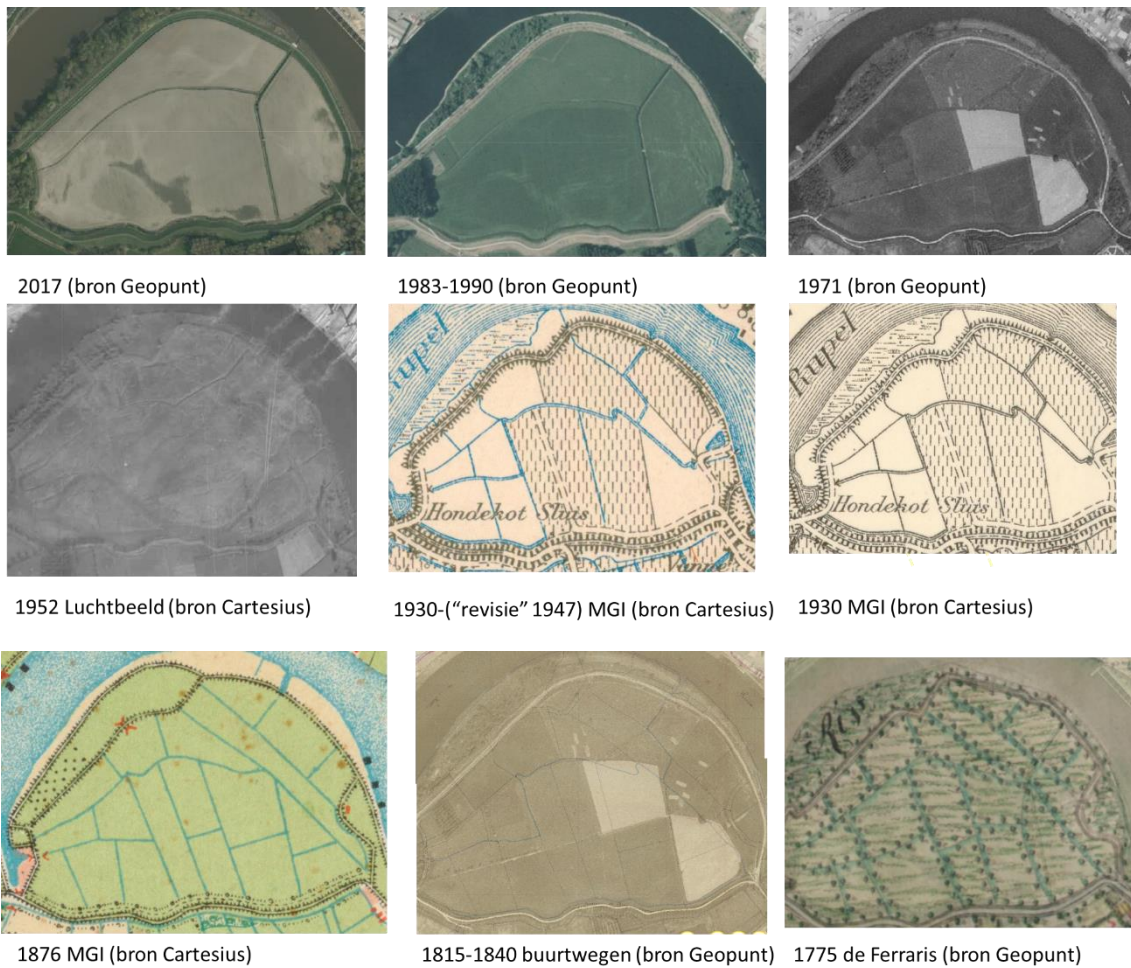 2017 (bron Geopunt)
1983-1990 (bron Geopunt)
1971 (bron Geopunt)
Rupel
Hondekot Sluis
Rupel
Hondekot Sluis
1952 Luchtbeeld (bron Cartesius)
1930-(“revisie” 1947) MGI (bron Cartesius)
1930 MGI (bron Cartesius)
1876 MGI (bron Cartesius)
1815-1840 buurtwegen (bron Geopunt)
1775 de Ferraris (bron Geopunt)